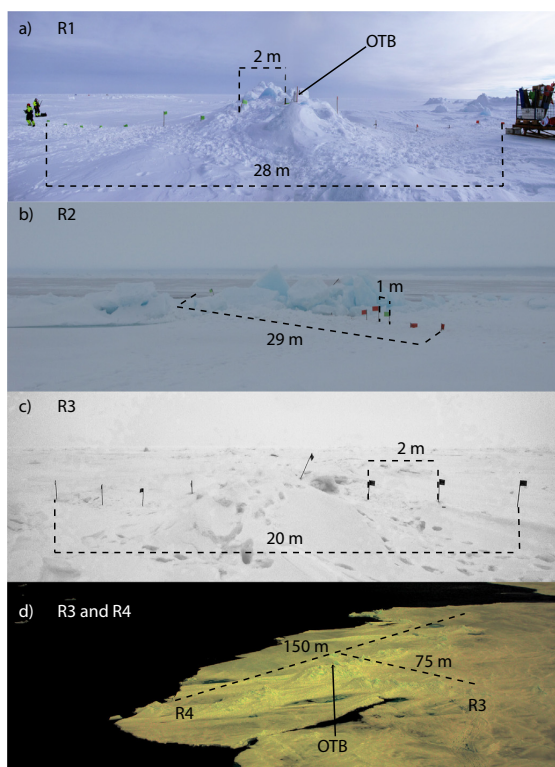 a) R1
OTB
2 m
28 m
b) R2
1 m
29 m
c) R3
2 m
20 m
d) R3 and R4
150 m
75 m
R4
R3
OTB